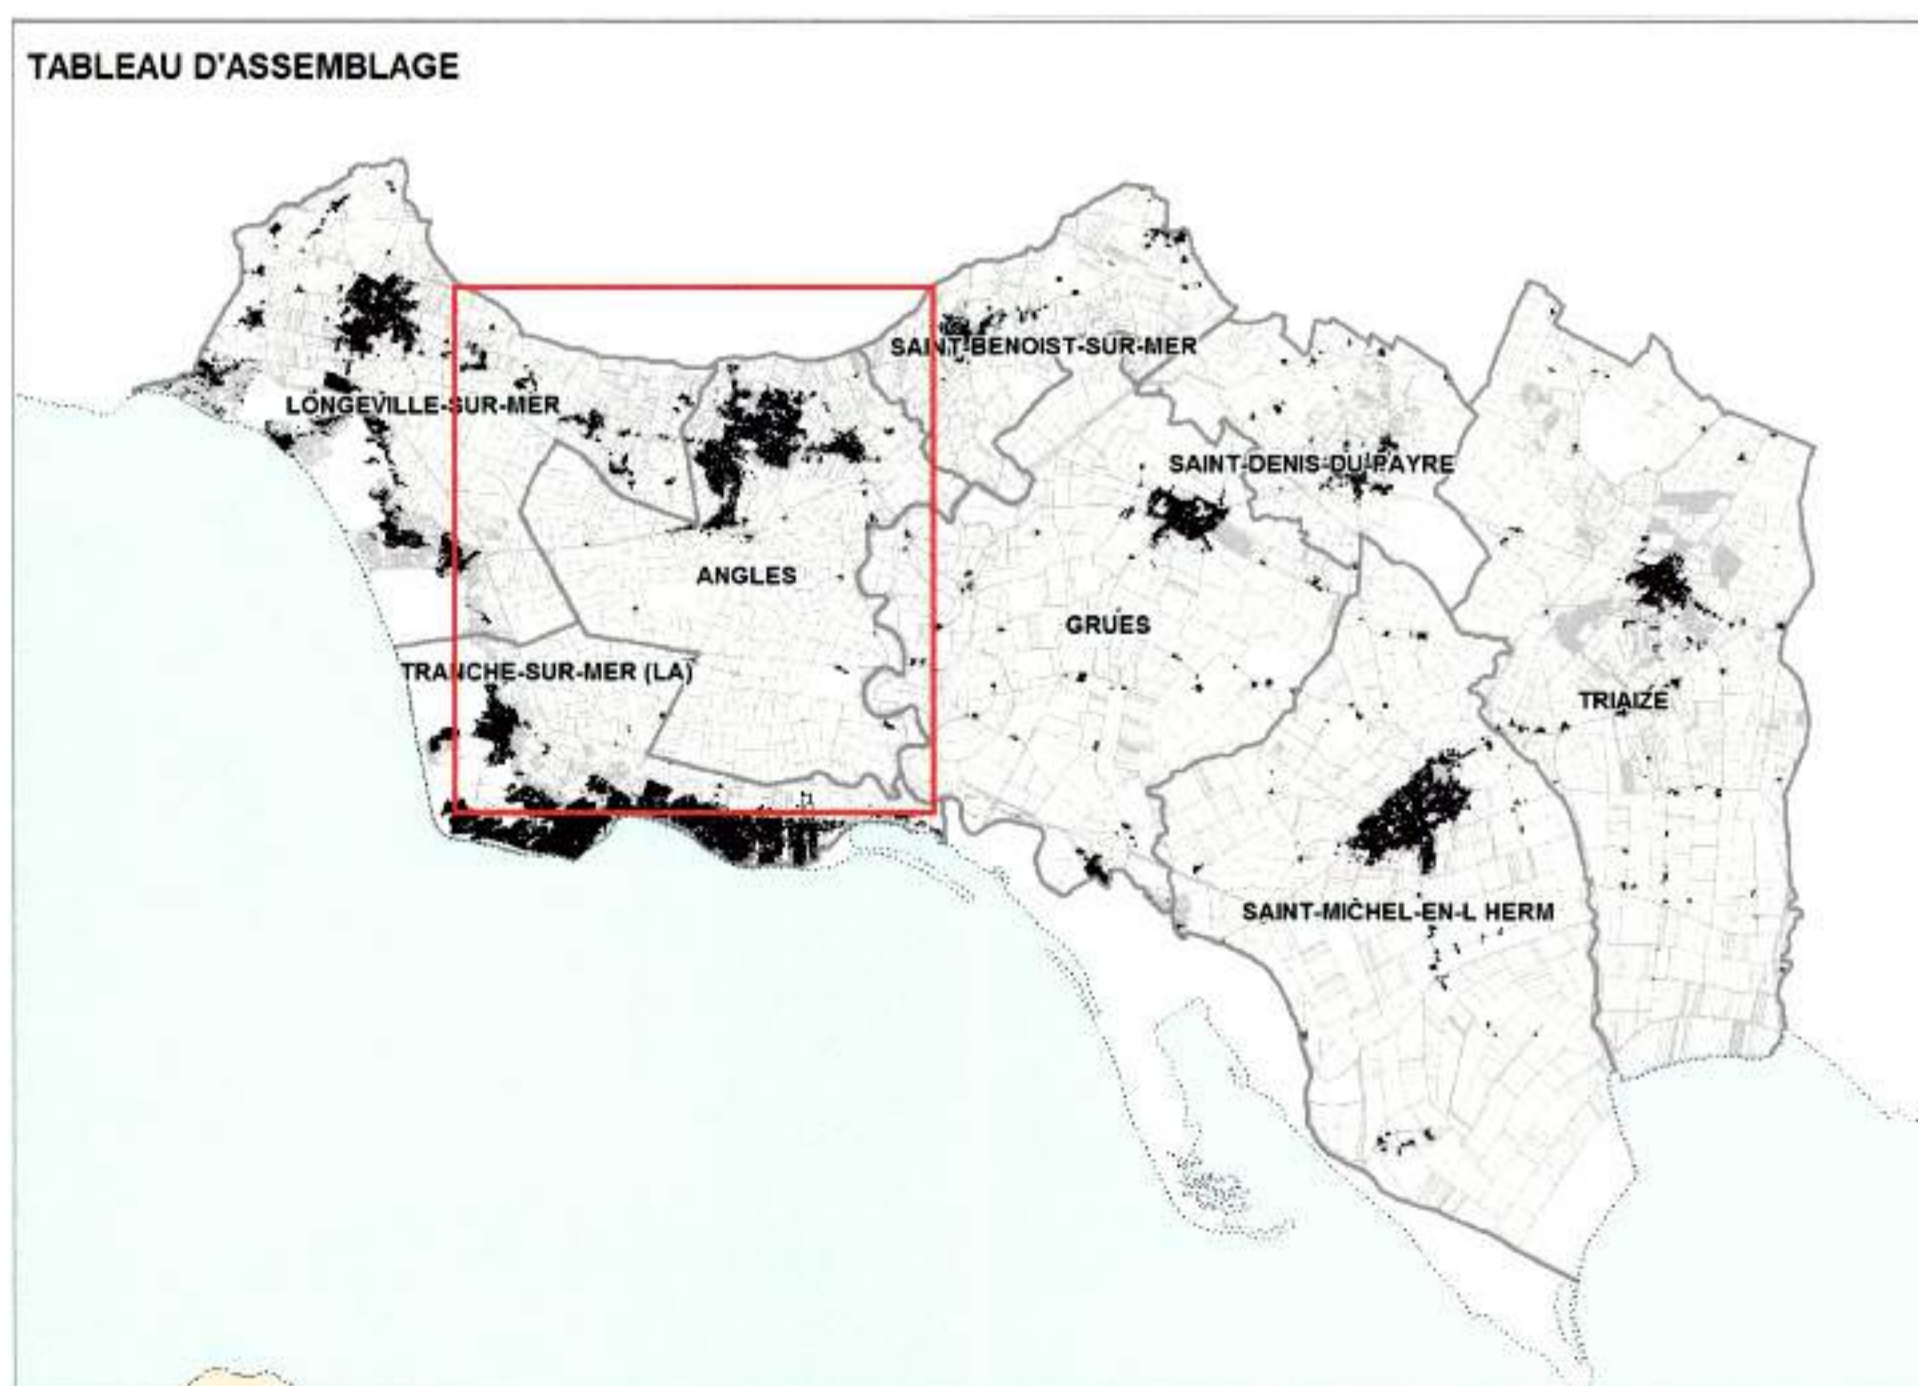 TABLEAU D'ASSEMBLAGE
SAINT-BENOIST-SUR-MER
LONGEVILLE-SUR-MER
SAINT-DENIS-DU-PAYRE
ANGLES
GRUES
TRANCHE-SUR-MER (LA)
TRIAIZE
SAINT-MICHEL-EN-L HERM